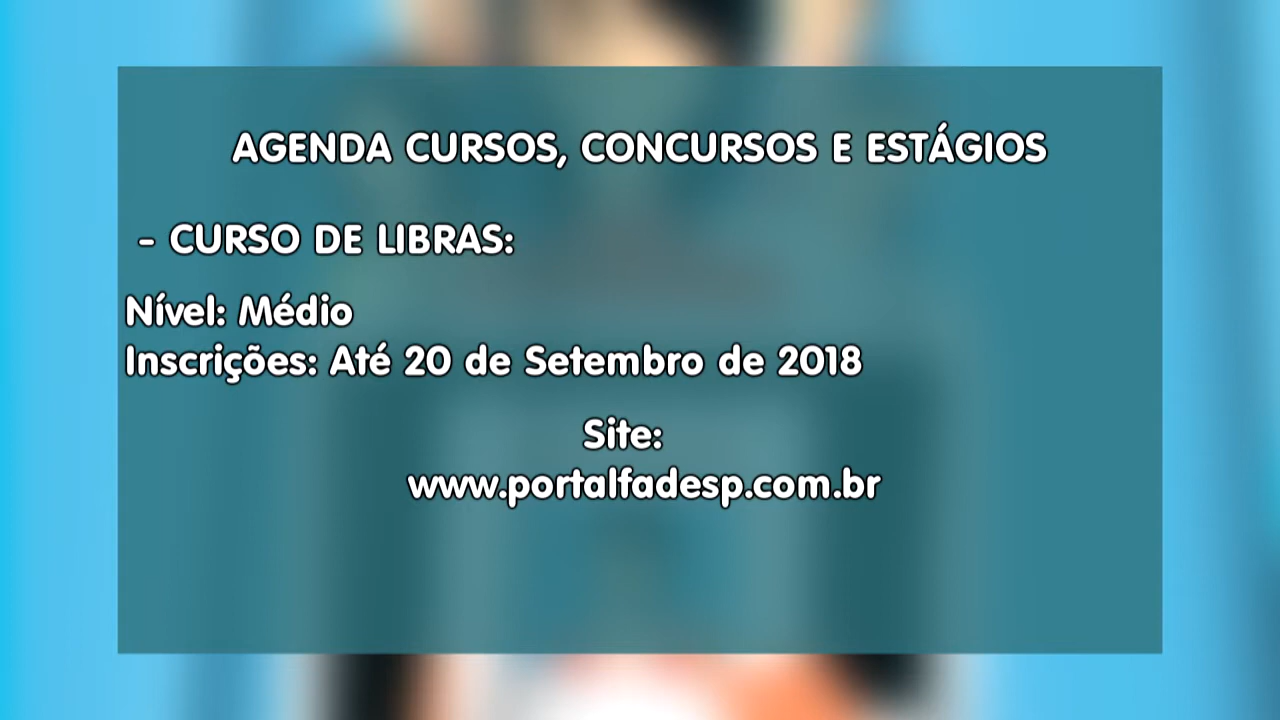 AGENDA CURSOS, CONCURSOS E ESTÁGIOS
- CURSO DE LIBRAS:
Nível: Médio
Inscrições: Até 20 de Setembro de 2018
Site:
www.portalfadesp.com.br